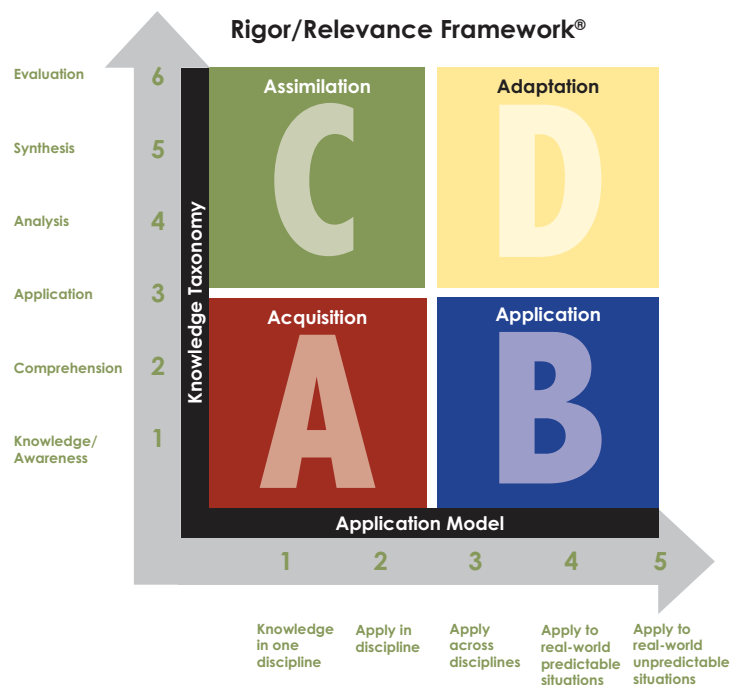 Rigor/Relevance Framework®
Evaluation
6
Synthesis
5
Analysis
4
Application
3
Comprehension
2
Knowledge/
Awareness
1
Knowledge Taxonomy
Assimilation
C
Adaptation
D
Acquisition
A
Application
B
Application Model
1
2
3
4
5
Knowledge
in one
discipline
Apply in
discipline
Apply
across
disciplines
Apply to
real-world
predictable
situations
Apply to
real-world
unpredictable
situations